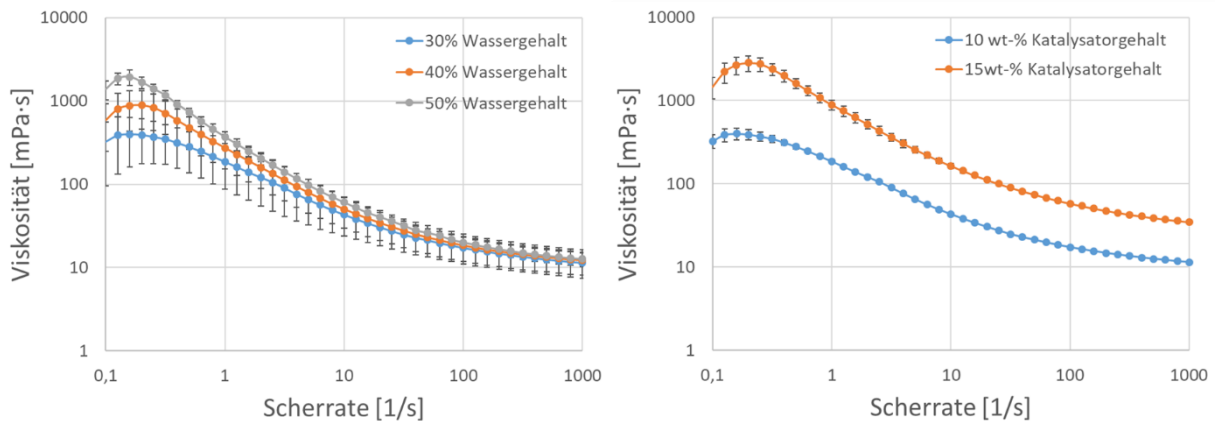 10000
1000
100
10
1
0,1
1
10
100
1000
Viskosität [mPa·s]
Scherrate [1/s]
30% Wassergehalt
40% Wassergehalt
50% Wassergehalt
10000
1000
100
10
1
0,1
1
10
100
1000
Viskosität [mPa·s]
Scherrate [1/s]
10 wt-% Katalysatorgehalt
15wt-% Katalysatorgehalt